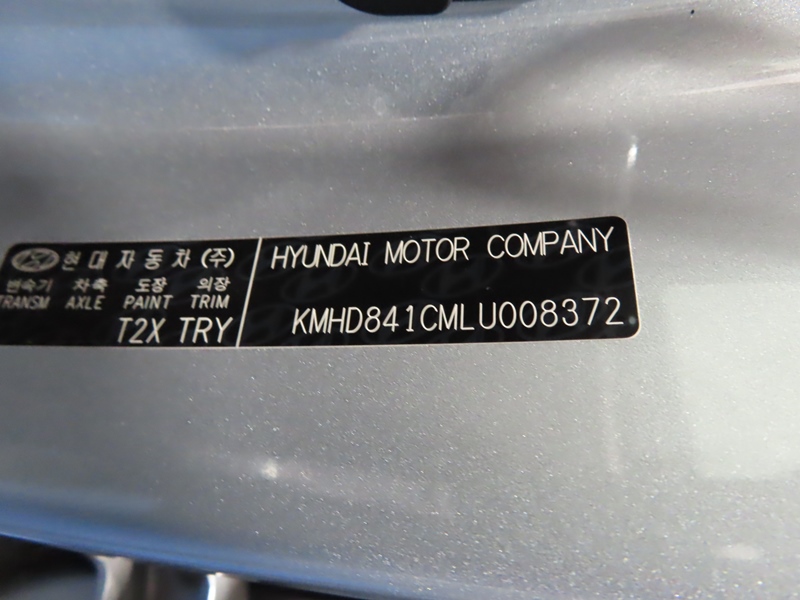 현대자동차(주)
변속기 차축 도장 의장
TRANSM AXLE PAINT TRIM
T2X TRY
HYUNDAI MOTOR COMPANY
KMHD841CMLU008372